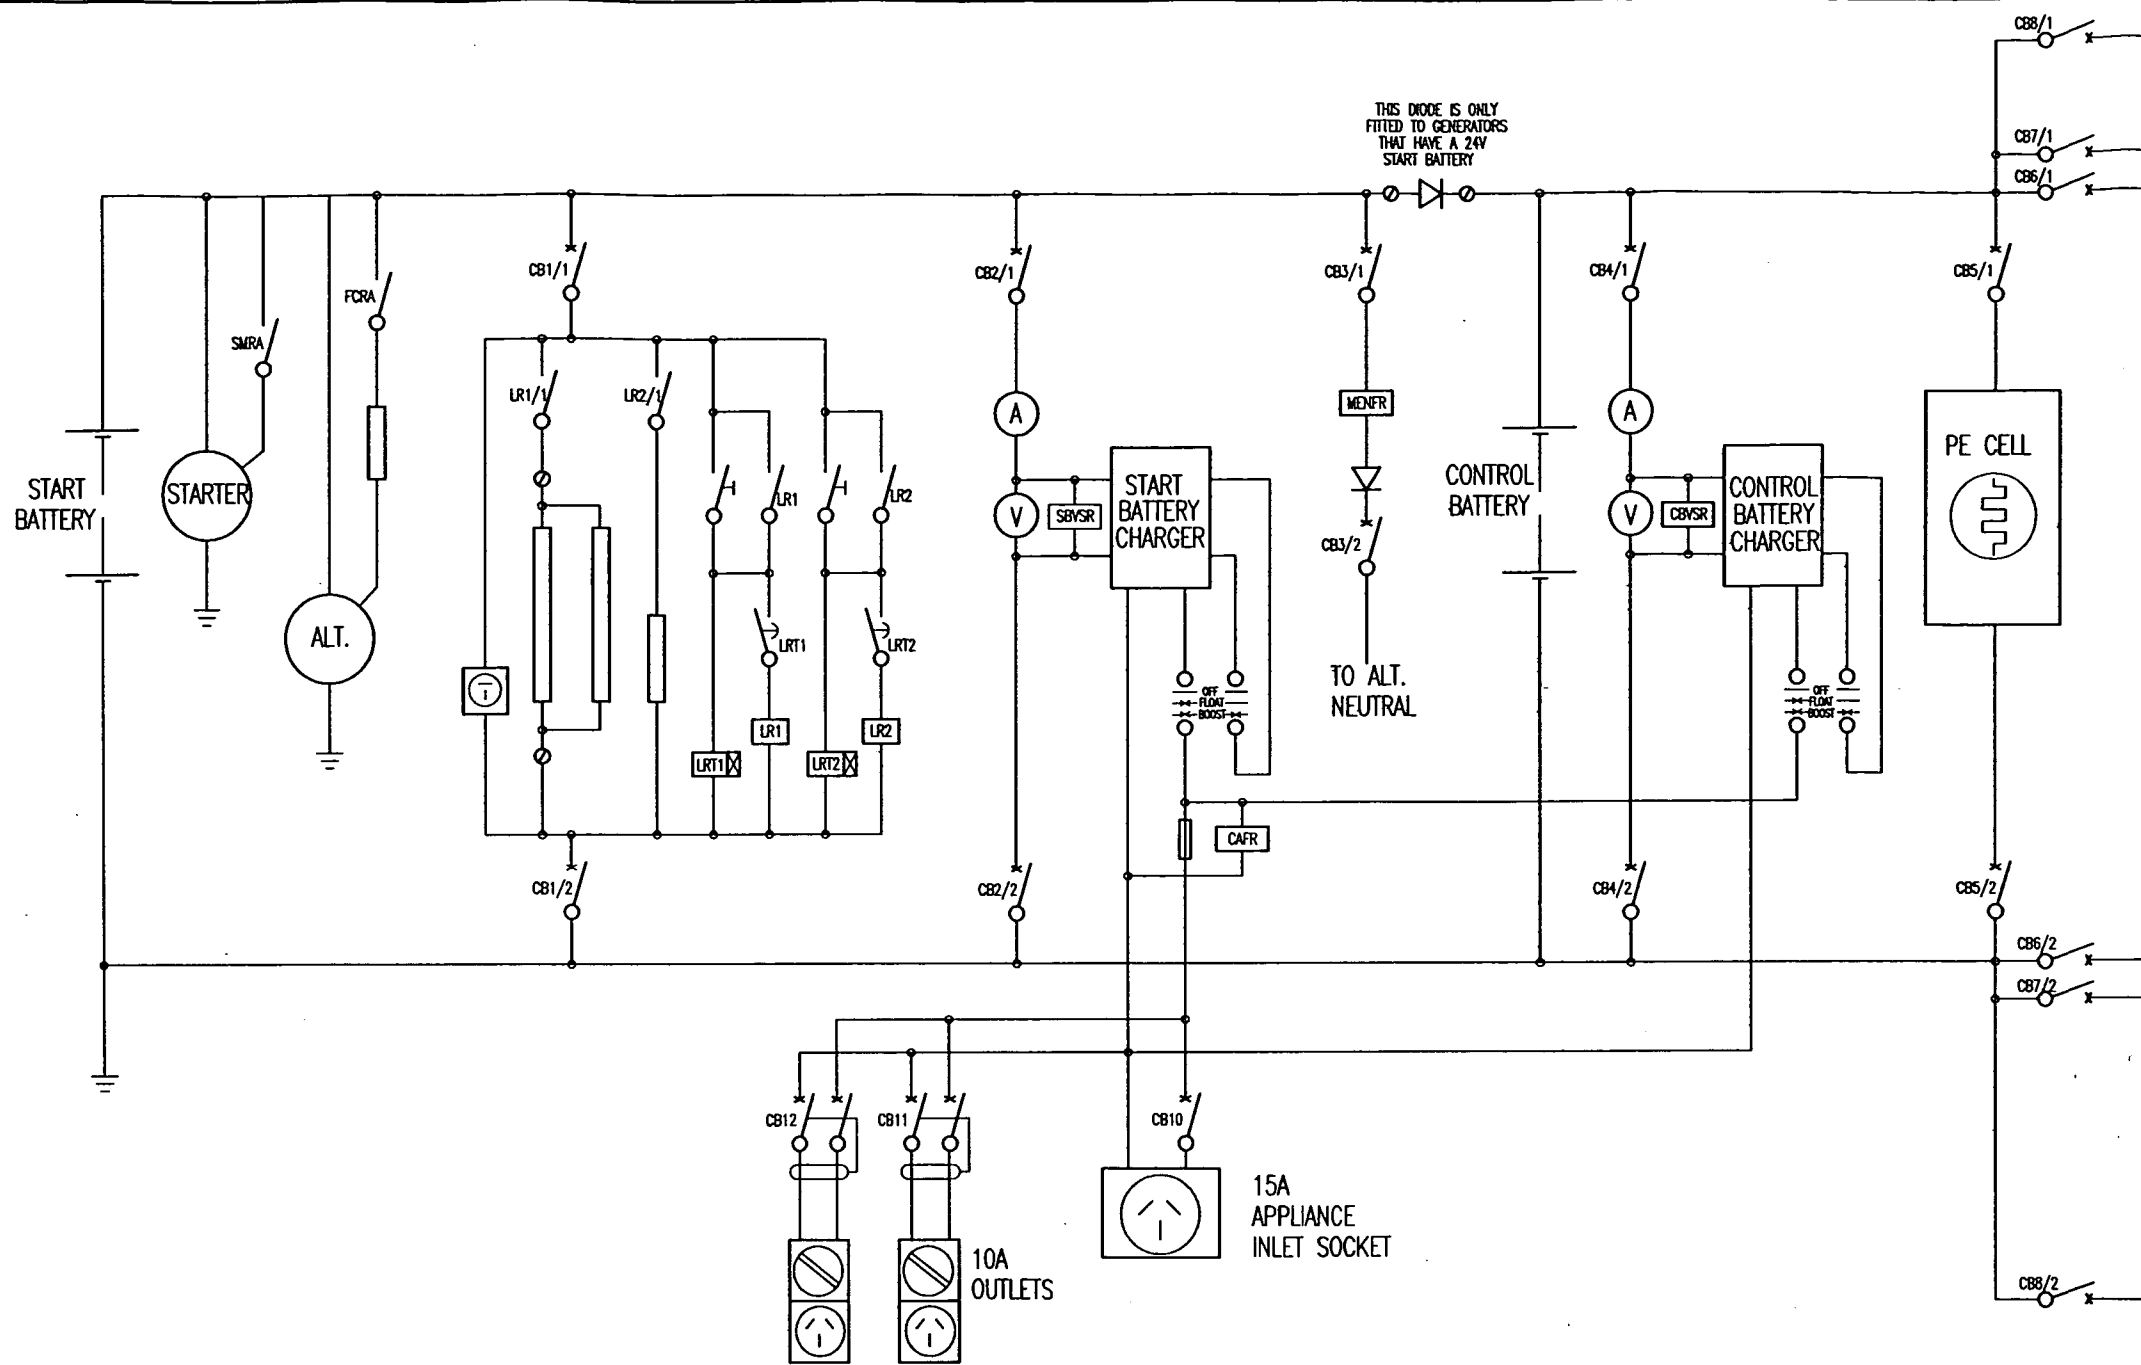 CB8/1
THIS DIODE IS ONLY
FITTED TO GENERATORS
THAT HAVE A 24V
START BATTERY
CB7/1
CB6/1
CB1/1
CB2/1
CB3/1
CB4/1
CB5/1
FCRA
SMRA
LR1/1
LR2/1
MENFR
A
A
START
BATTERY
STARTER
ALT.
LR1
LR2
V
SBVSR
START
BATTERY
CHARGER
CB3/2
CONTROL
BATTERY
V
CBVSR
CONTROL
BATTERY
CHARGER
PE CELL
LRT1
LRT2
TO ALT.
NEUTRAL
OFF
FLOAT
BOOST
OFF
FLOAT
BOOST
LR1
LR2
LRT1
LRT2
CAFR
CB1/2
CB2/2
CB4/2
CB5/2
CB6/2
CB7/2
CB12
CB11
CB10
15A
APPLIANCE
INLET SOCKET
10A
OUTLETS
CB8/2